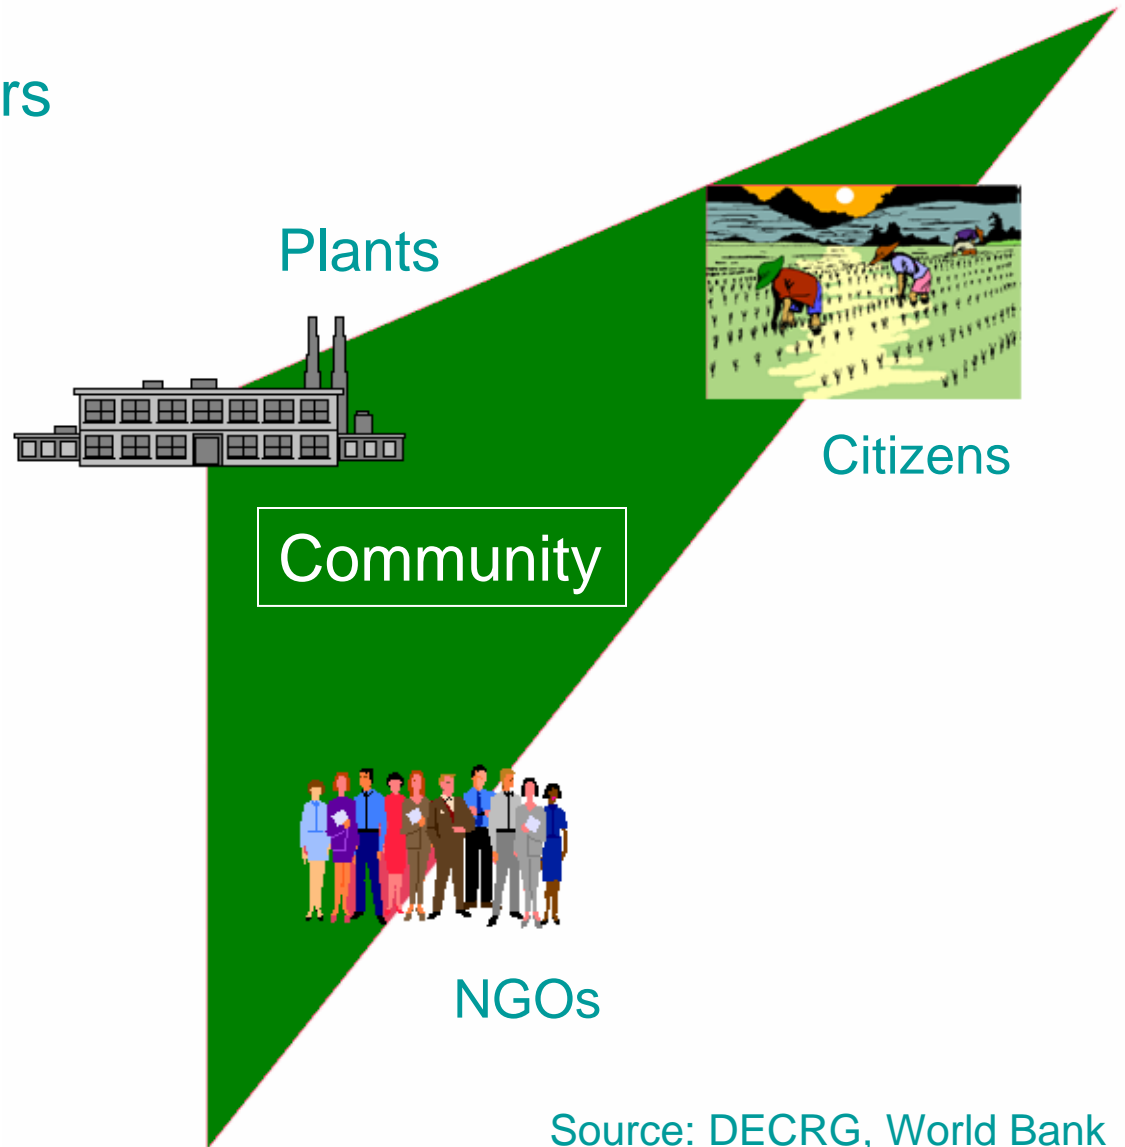 rs
Plants
Citizens
Community
NGOs
Source: DECRG, World Bank